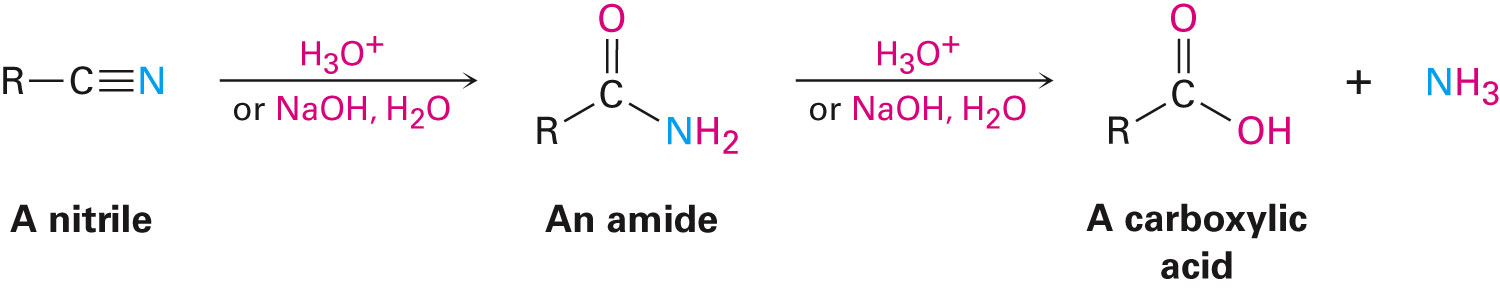 R—C≡N
H₃O⁺
or NaOH, H₂O
O
C
R
NH₂
H₃O⁺
or NaOH, H₂O
O
C
R
OH
+
NH₃
A nitrile
An amide
A carboxylic
acid